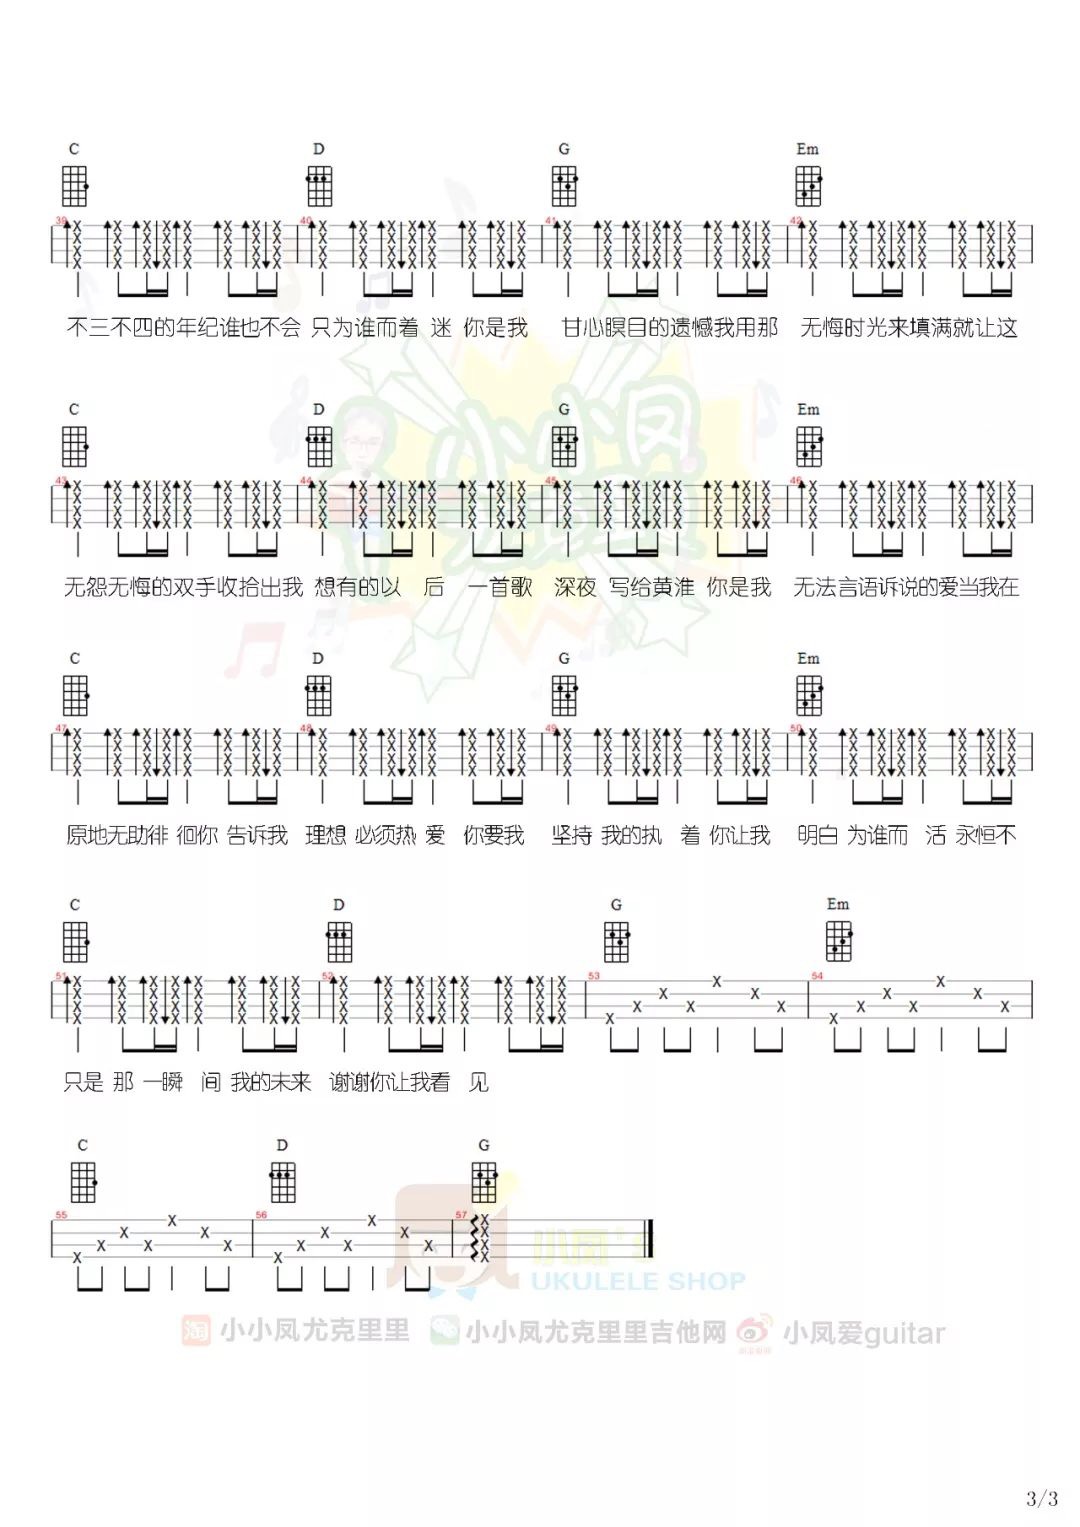 C D G Em
39 40 41 42
不三不四的年纪谁也不会 只为谁而着 迷 你是我 甘心瞑目的遗憾我用那 无悔时光来填满就让这
C D G Em
小小凤
43 44 45 46
无怨无悔的双手收拾出我 想有的以 后 一首歌 深夜 写给黄淮 你是我 无法言语诉说的爱当我在
C D G Em
47 48 49 50
原地无助徘 徊你 告诉我 理想 必须热 爱 你要我 坚持 我的执 着 你让我 明白 为谁而 活 永恒不
C D G Em
51 52 53 54
只是 那 一瞬 间 我的未来 谢谢你让我看 见
C D G
55 56 57
小凤's
UKULELE SHOP
淘 小小凤尤克里里 小小凤尤克里里吉他网 小凤爱guitar
3/3